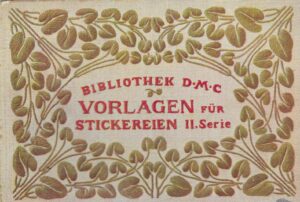 BIBLIOTHEK D·M·C
VORLAGEN FÜR
STICKEREIEN II. Serie